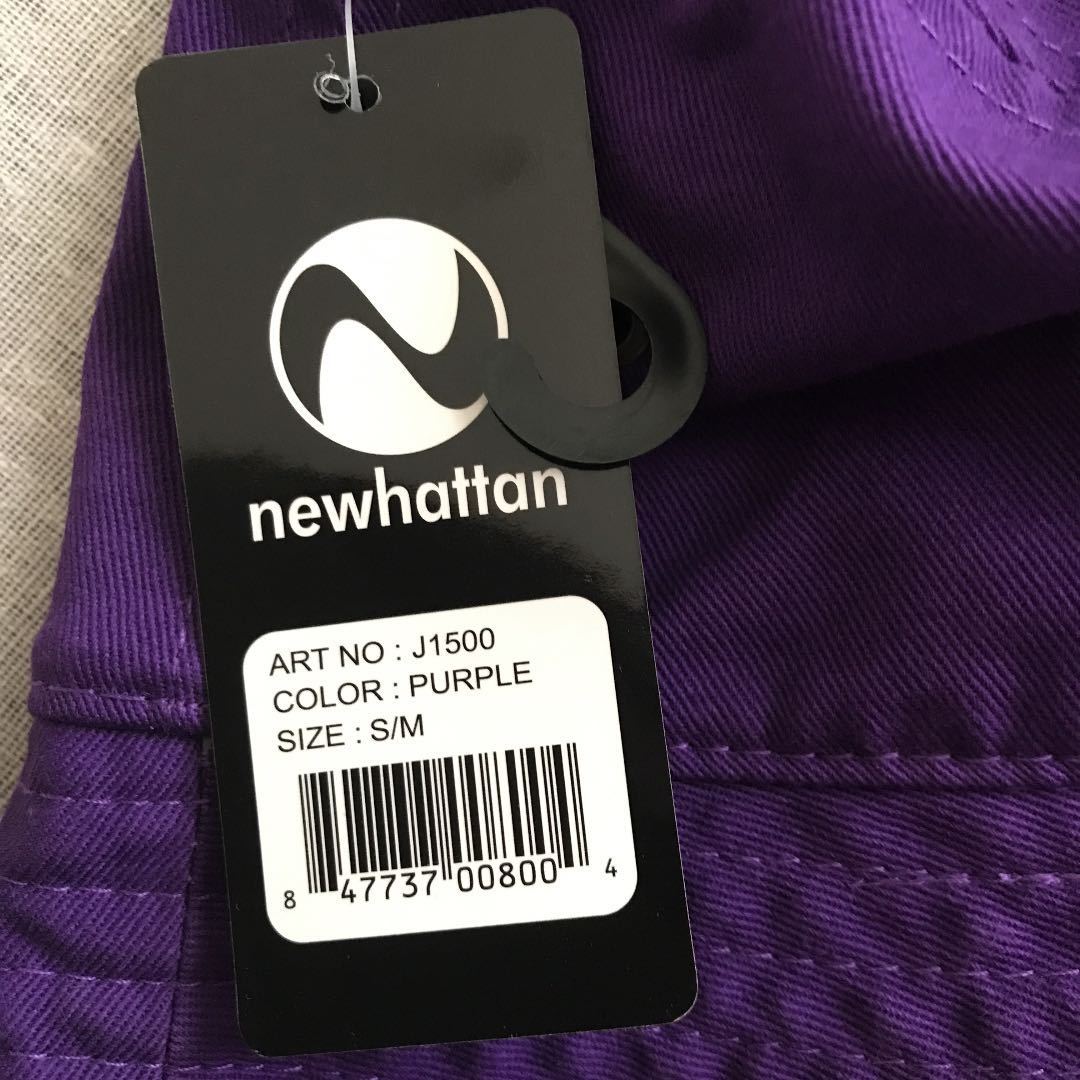 newhattan
ART NO : J1500
COLOR : PURPLE
SIZE : S/M
8 47737 00800 4